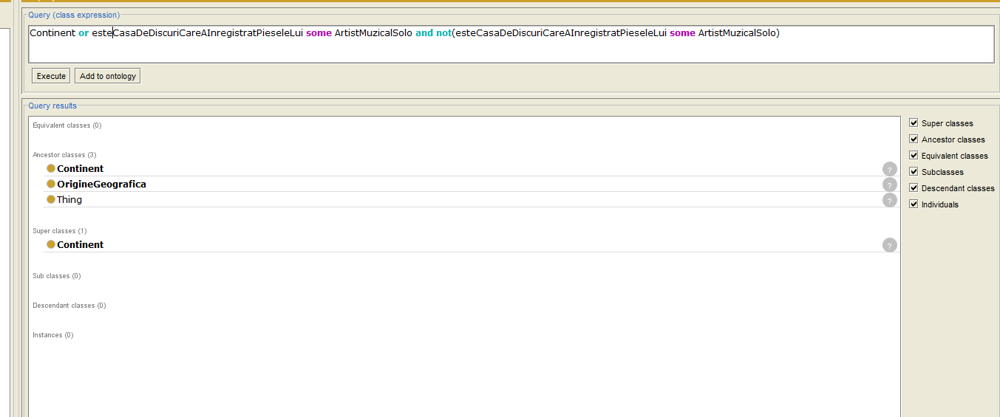 Query (class expression)
Continent or esteCasaDeDiscuriCareAInregistratPieseleLui some ArtistMuzicalSolo and not(esteCasaDeDiscuriCareAInregistratPieseleLui some ArtistMuzicalSolo)
Execute Add to ontology
Query results
Equivalent classes (0)
Ancestor classes (3)
Continent ?
OrigineGeografica ?
Thing ?
Super classes (1)
Continent ?
Sub classes (0)
Descendant classes (0)
Instances (0)
Super classes
Ancestor classes
Equivalent classes
Subclasses
Descendant classes
Individuals